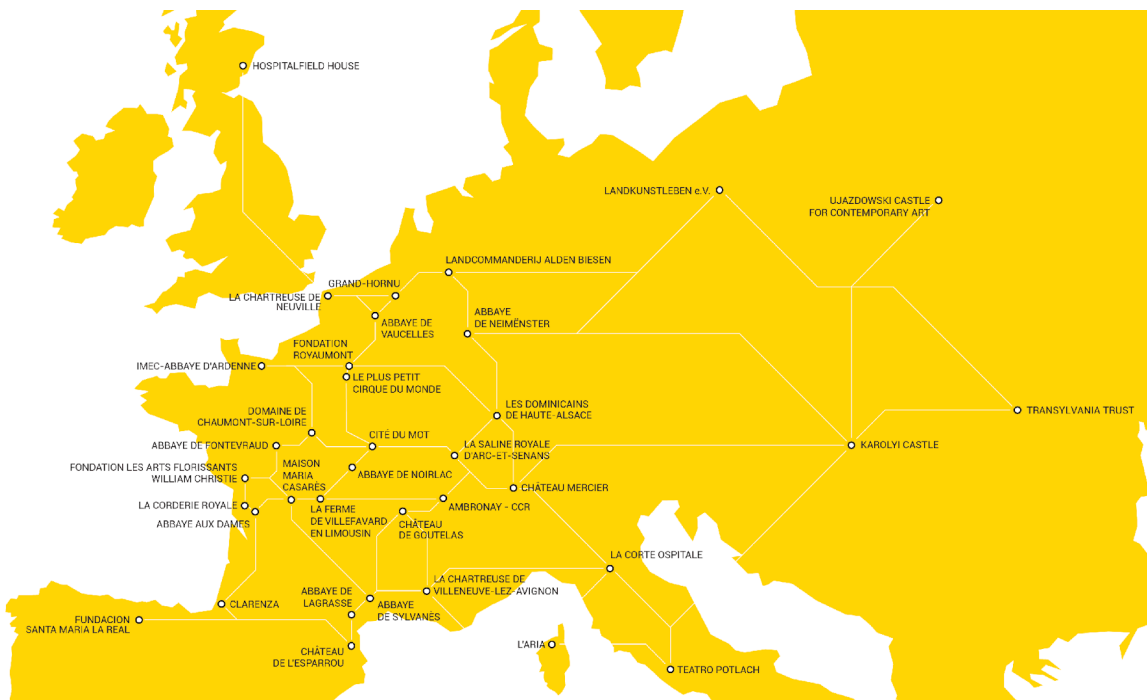 HOSPITALFIELD HOUSE
LANDKUNSTLEBEN e.V.
UJAZDOWSKI CASTLE
FOR CONTEMPORARY ART
LANDCOMMANDERIJ ALDEN BIESEN
GRAND-HORNU
LA CHARTREUSE DE
NEUVILLE
ABBAYE DE
VAUCELLES
ABBAYE
DE NEIMËNSTER
FONDATION
ROYAUMONT
IMEC-ABBAYE D'ARDENNE
LE PLUS PETIT
CIRQUE DU MONDE
LES DOMINICAINS
DE HAUTE-ALSACE
TRANSYLVANIA TRUST
DOMAINE DE
CHAUMONT-SUR-LOIRE
CITÉ DU MOT
ABBAYE DE FONTEVRAUD
LA SALINE ROYALE
D'ARC-ET-SENANS
KAROLYI CASTLE
FONDATION LES ARTS FLORISSANTS
WILLIAM CHRISTIE
MAISON
MARIA
CASARÈS
ABBAYE DE NOIRLAC
CHÂTEAU MERCIER
LA CORDERIE ROYALE
ABBAYE AUX DAMES
LA FERME
DE VILLEFAVARD
EN LIMOUSIN
AMBRONAY - CCR
CHÂTEAU
DE GOUTELAS
LA CORTE OSPITALE
LA CHARTREUSE DE
VILLENEUVE-LEZ-AVIGNON
ABBAYE DE
LAGRASSE
ABBAYE
DE SYLVANÈS
CLARENZA
FUNDACION
SANTA MARIA LA REAL
CHÂTEAU
DE L'ESPARROU
L'ARIA
TEATRO POTLACH